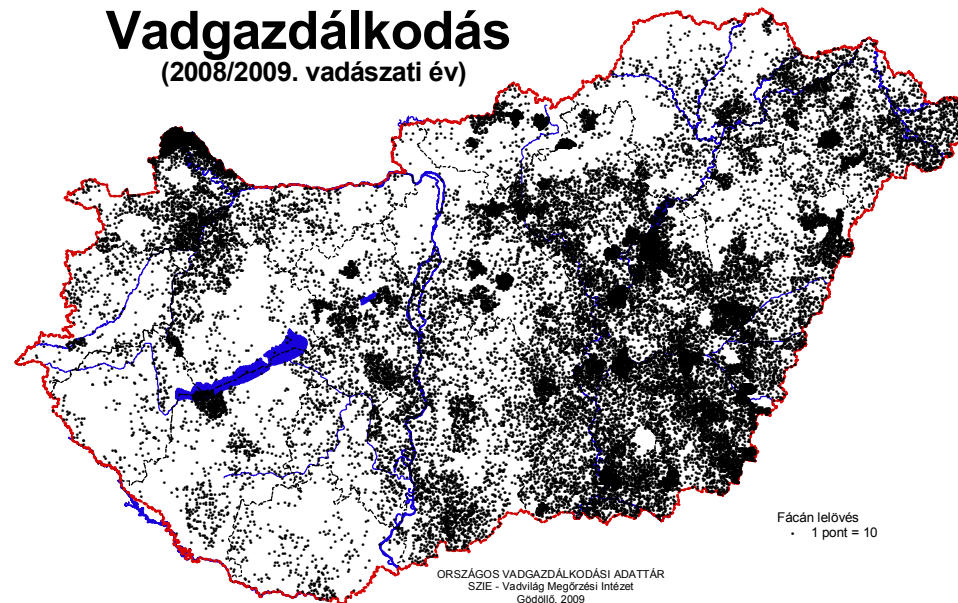 Vadgazdálkodás
(2008/2009. vadászati év)
Fácán lelövés
1 pont = 10
ORSZÁGOS VADGAZDÁLKODÁSI ADATTÁR
SZIE - Vadvilág Megőrzési Intézet
Gödöllő, 2009